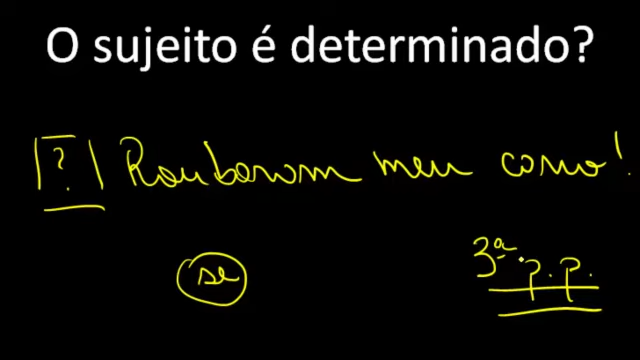 O sujeito é determinado?
? Roubaram meu carro!
se
3ª p.p.